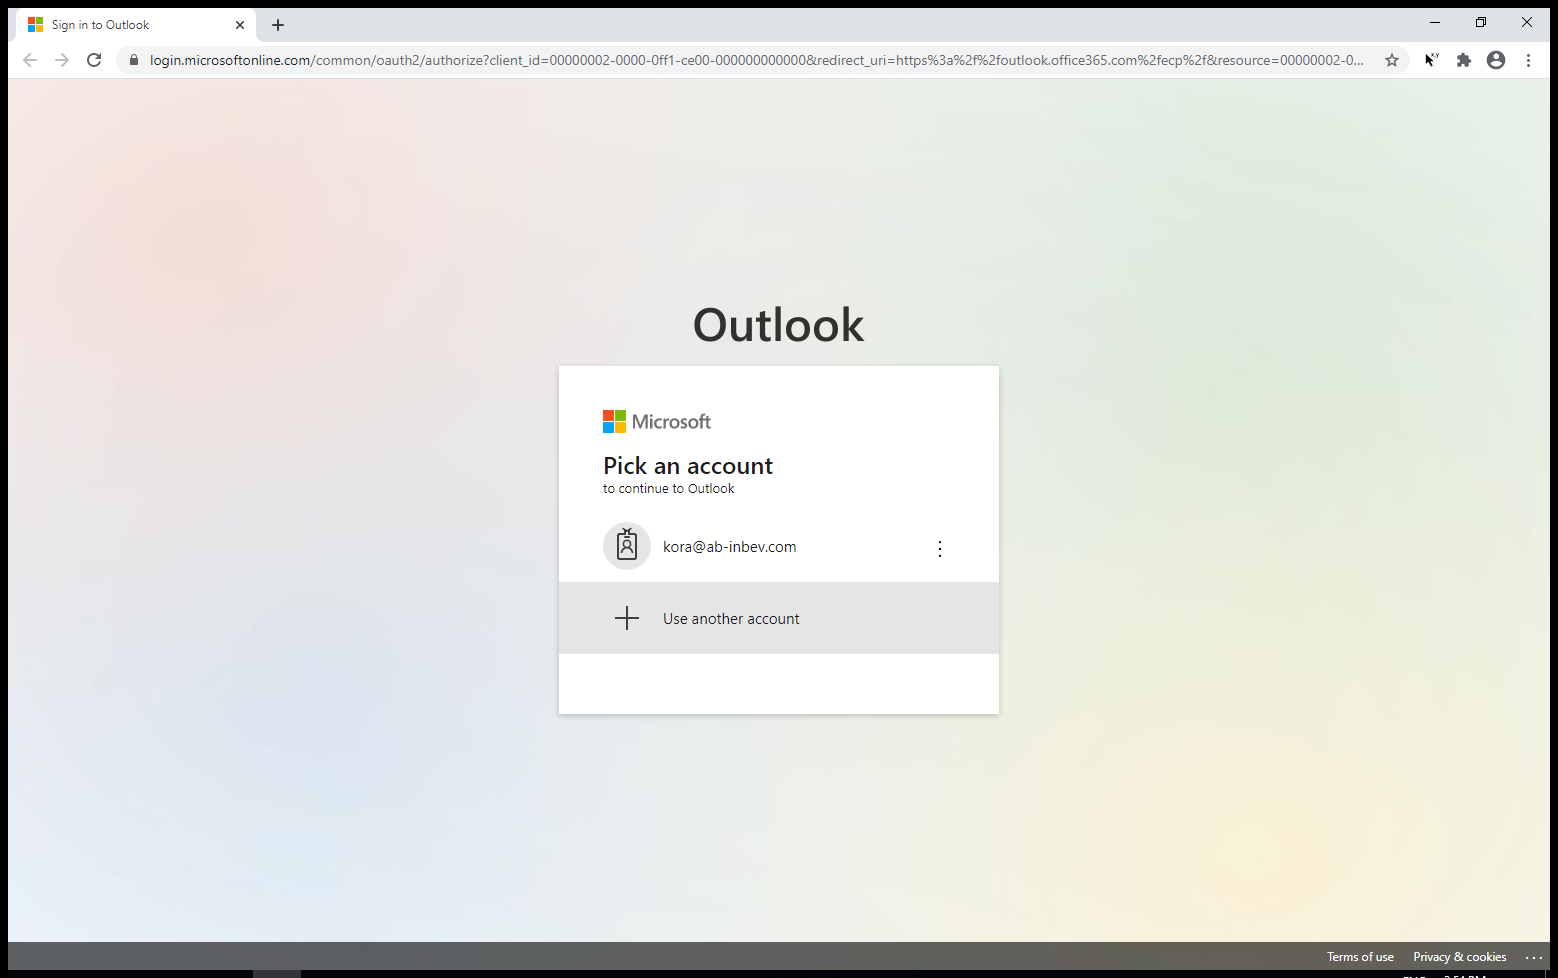 Sign in to Outlook
login.microsoftonline.com/common/oauth2/authorize?client_id=00000002-0000-0ff1-ce00-000000000000&redirect_uri=https%3a%2f%2foutlook.office365.com%2fecp%2f&resource=00000002-0...
Outlook
Microsoft
Pick an account
to continue to Outlook
kora@ab-inbev.com
Use another account
Terms of use Privacy & cookies